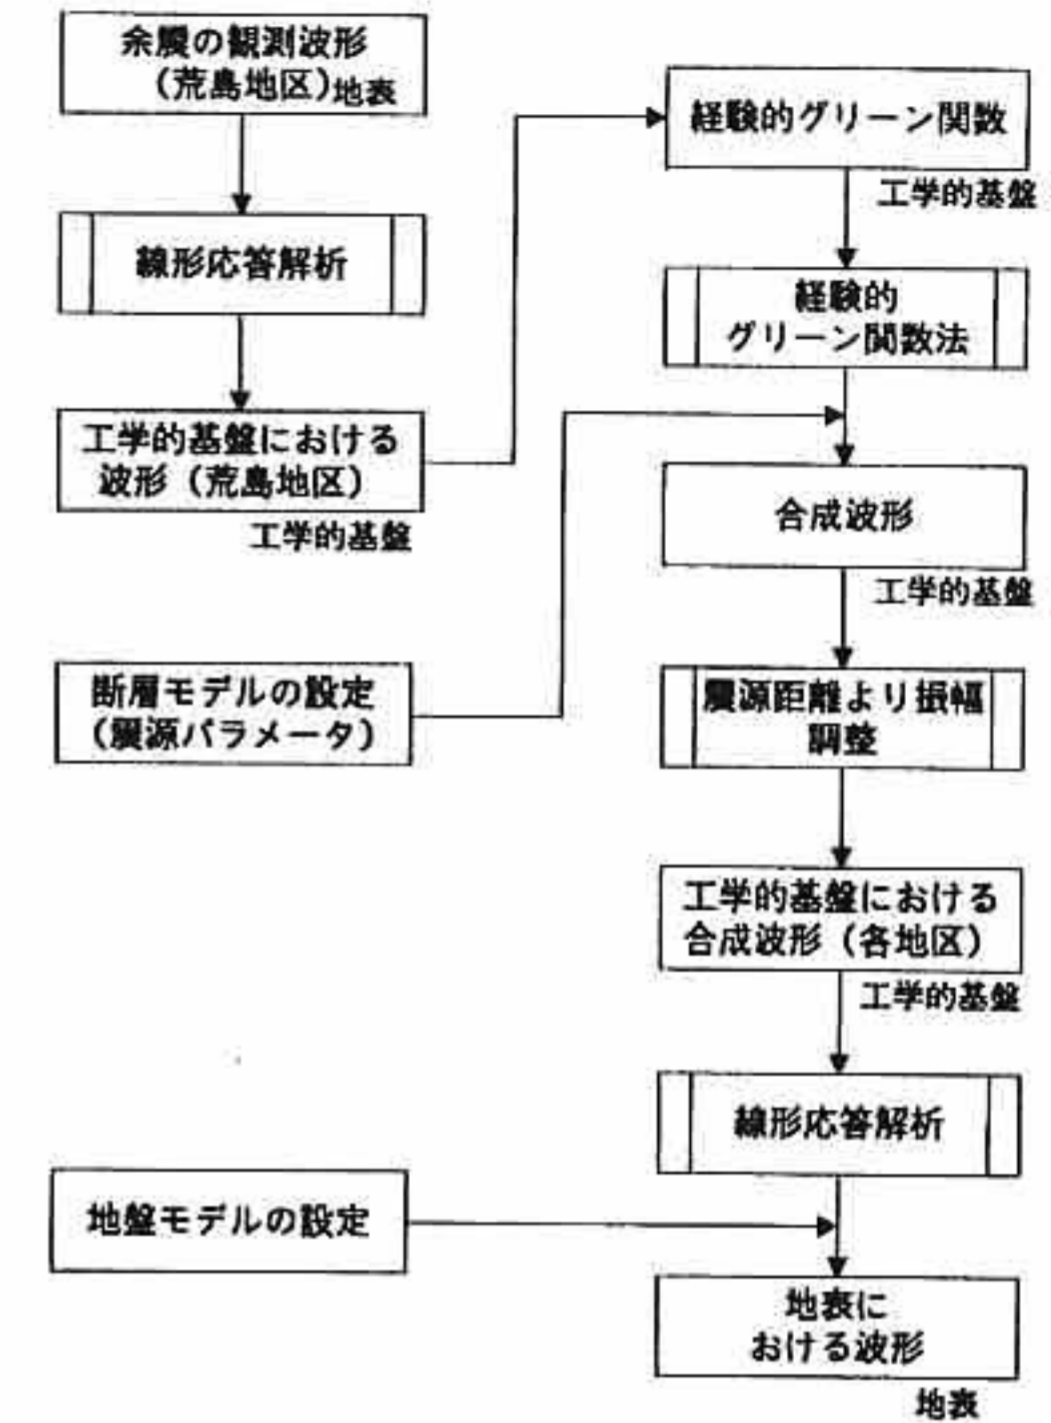 余震の観測波形
(荒島地区)地表
線形応答解析
工学的基盤における
波形（荒島地区）
工学的基盤
断層モデルの設定
（震源パラメータ）
地盤モデルの設定
経験的グリーン関数
工学的基盤
経験的
グリーン関数法
合成波形
工学的基盤
震源距離より振幅
調整
工学的基盤における
合成波形（各地区）
工学的基盤
線形応答解析
地表に
おける波形
地表